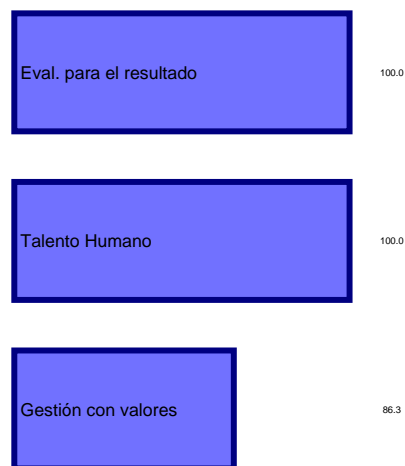 Eval. para el resultado 100.0
Talento Humano 100.0
Gestión con valores 86.3